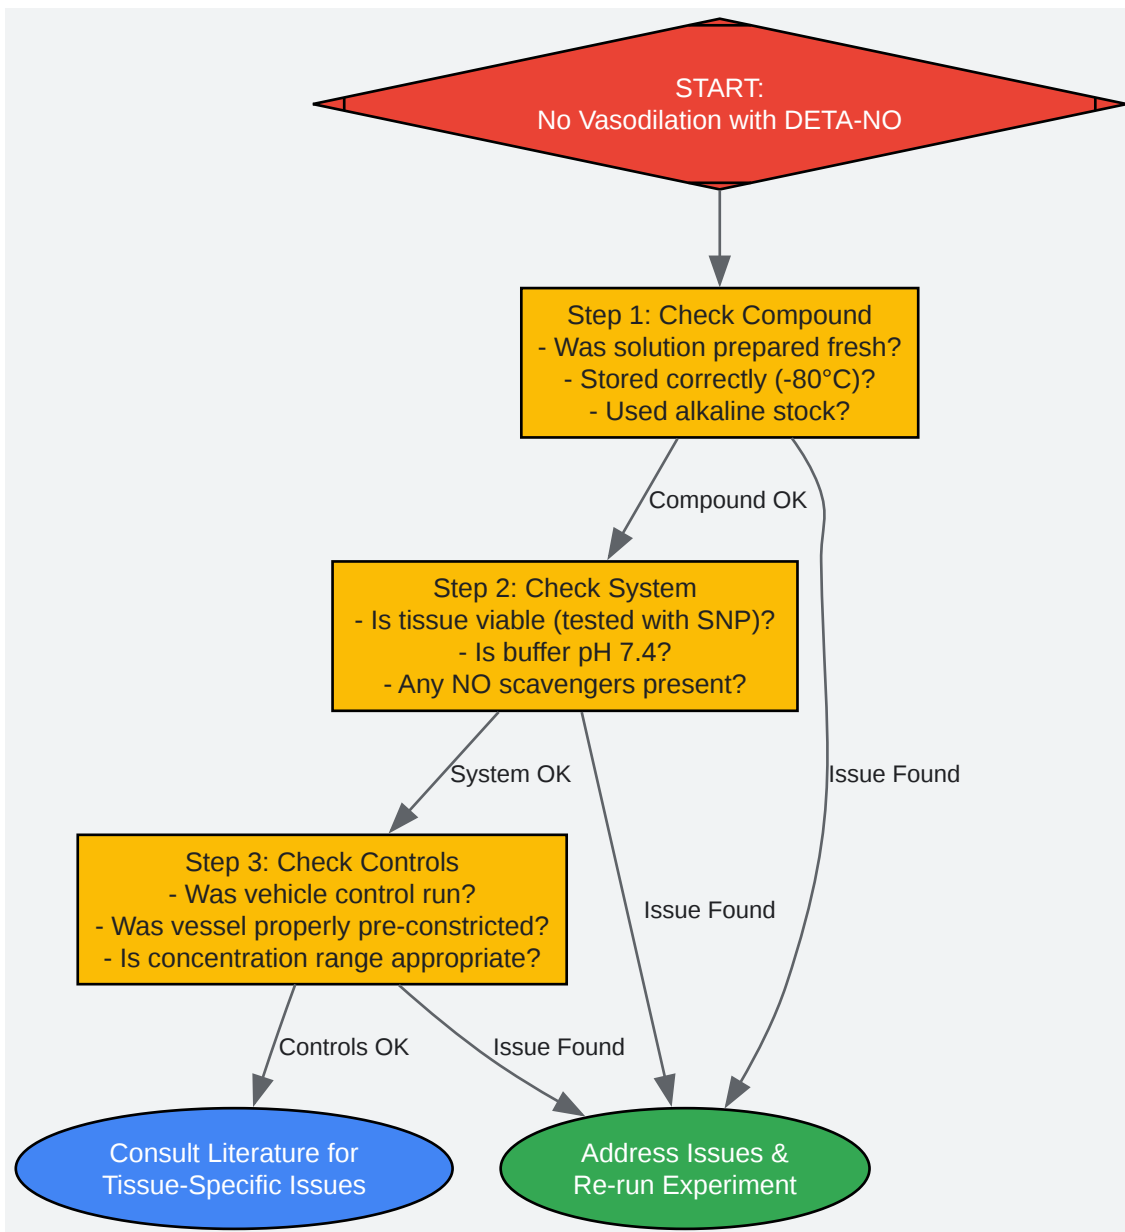 START:
No Vasodilation with DETA-NO
Step 1: Check Compound
- Was solution prepared fresh?
- Stored correctly (-80°C)?
- Used alkaline stock?
Compound OK
Step 2: Check System
- Is tissue viable (tested with SNP)?
- Is buffer pH 7.4?
- Any NO scavengers present?
System OK
Issue Found
Step 3: Check Controls
- Was vehicle control run?
- Was vessel properly pre-constricted?
- Is concentration range appropriate?
Issue Found
Controls OK
Issue Found
Consult Literature for
Tissue-Specific Issues
Address Issues &
Re-run Experiment